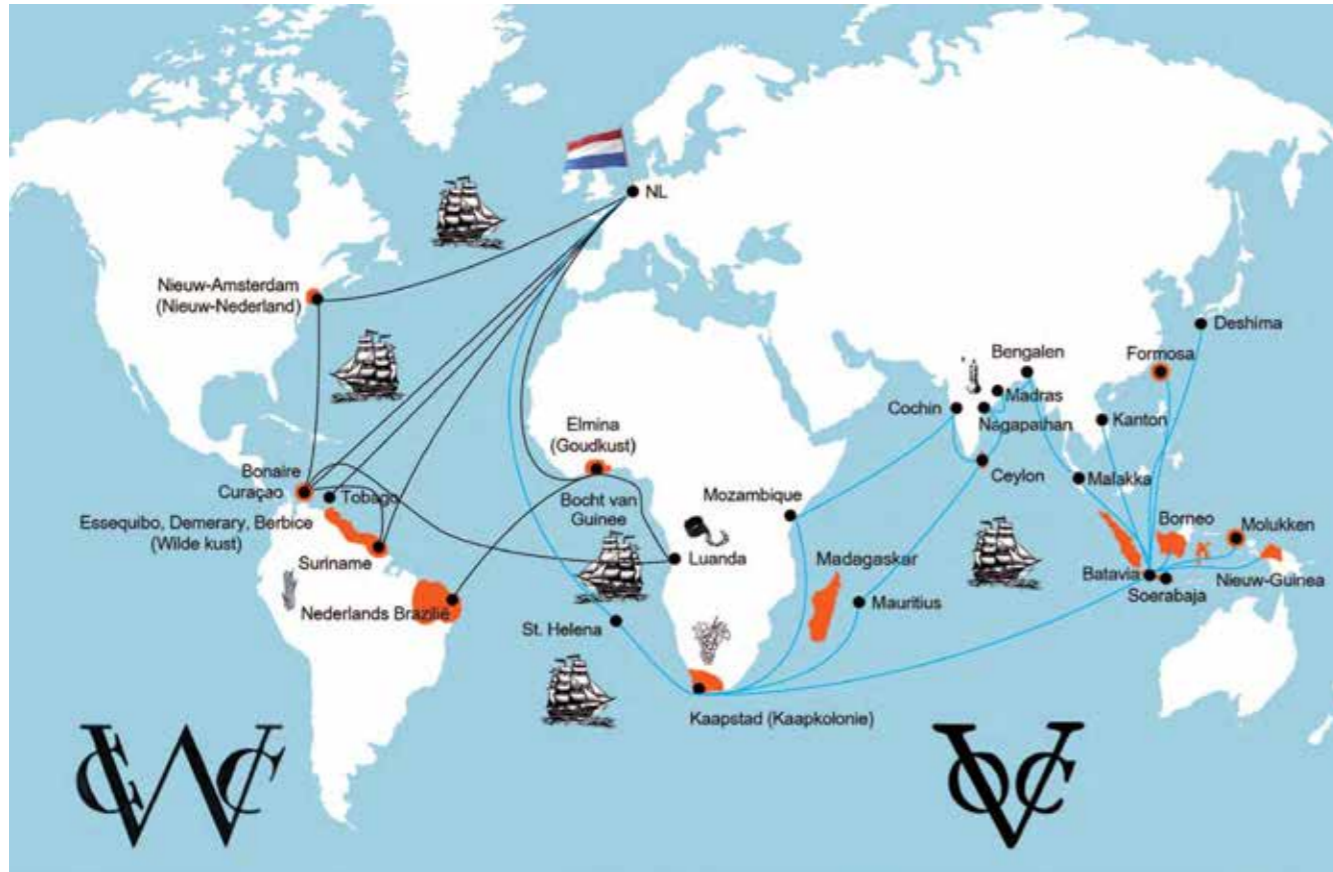 NL
Nieuw-Amsterdam
(Nieuw-Nederland)
Deshima
Bengalen
Formosa
Madras
Cochin
Nagapathan
Kanton
Elmina
(Goudkust)
Ceylon
Bonaire
Curaçao
Tobago
Malakka
Mozambique
Bocht van
Guinee
Essequibo, Demerary, Berbice
(Wilde kust)
Borneo
Molukken
Suriname
Luanda
Madagaskar
Batavia
Nieuw-Guinea
Soerabaja
Nederlands Brazilië
Mauritius
St. Helena
Kaapstad (Kaapkolonie)
GWC
VOC